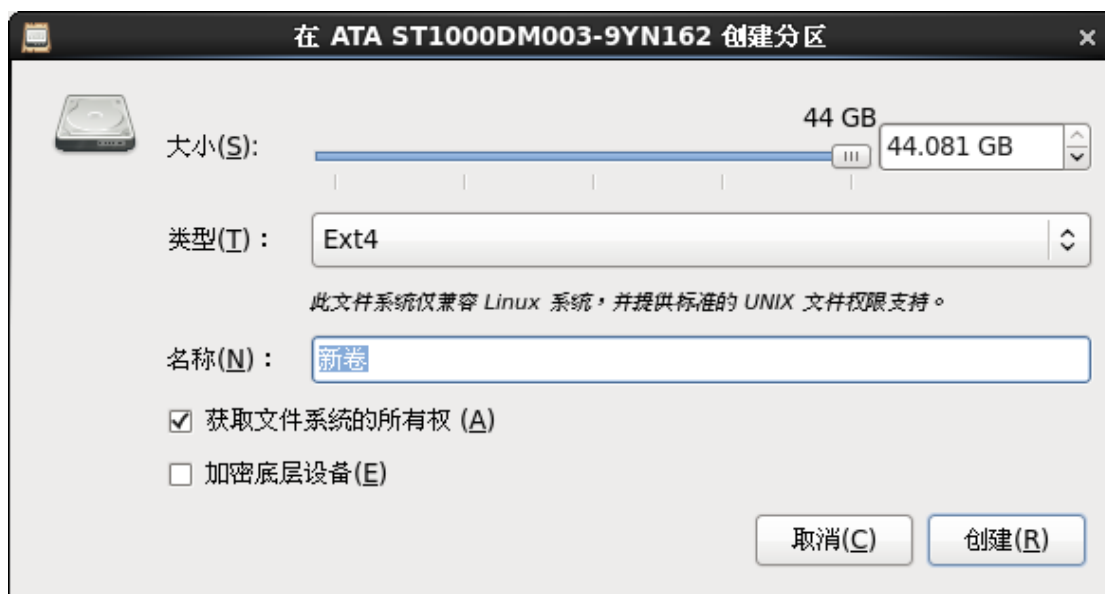 在 ATA ST1000DM003-9YN162 创建分区
44 GB
大小(S): 44.081 GB
类型(T)： Ext4
此文件系统仅兼容 Linux 系统，并提供标准的 UNIX 文件权限支持。
名称(N)： 新卷
获取文件系统的所有权 (A)
加密底层设备(E)
取消(C) 创建(R)